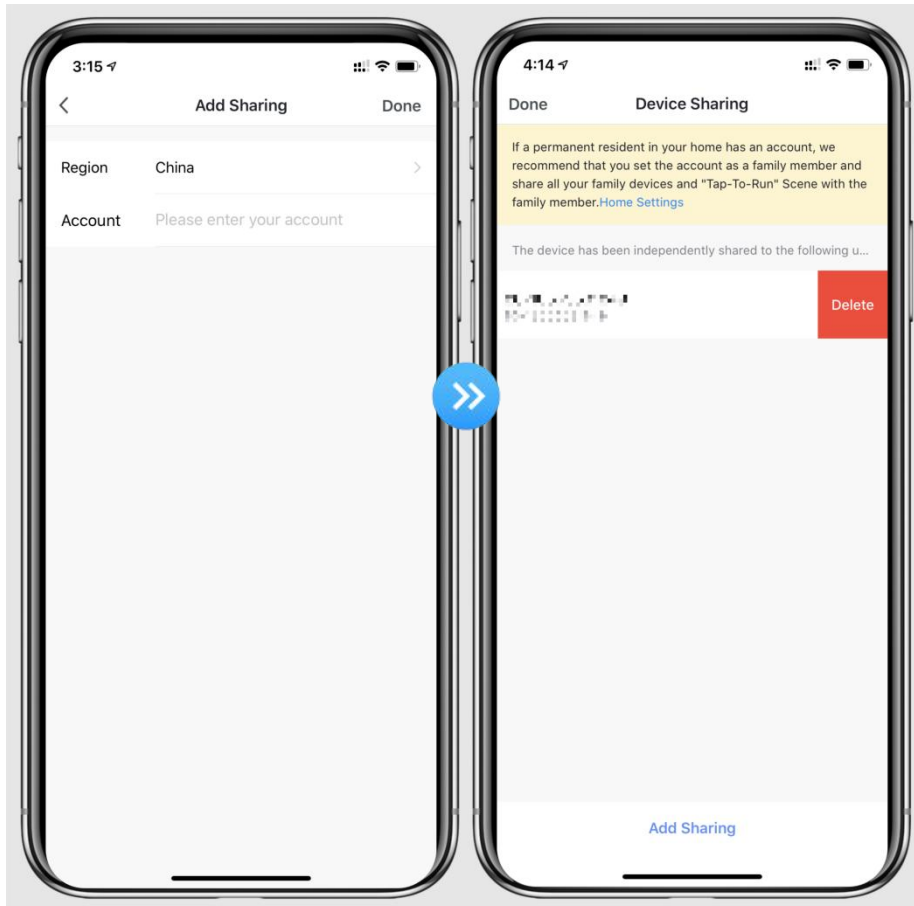 3:15
Add Sharing
Done
Region
China
Account
Please enter your account
4:14
Done
Device Sharing
If a permanent resident in your home has an account, we
recommend that you set the account as a family member and
share all your family devices and "Tap-To-Run" Scene with the
family member.Home Settings
The device has been independently shared to the following u...
Delete
Add Sharing